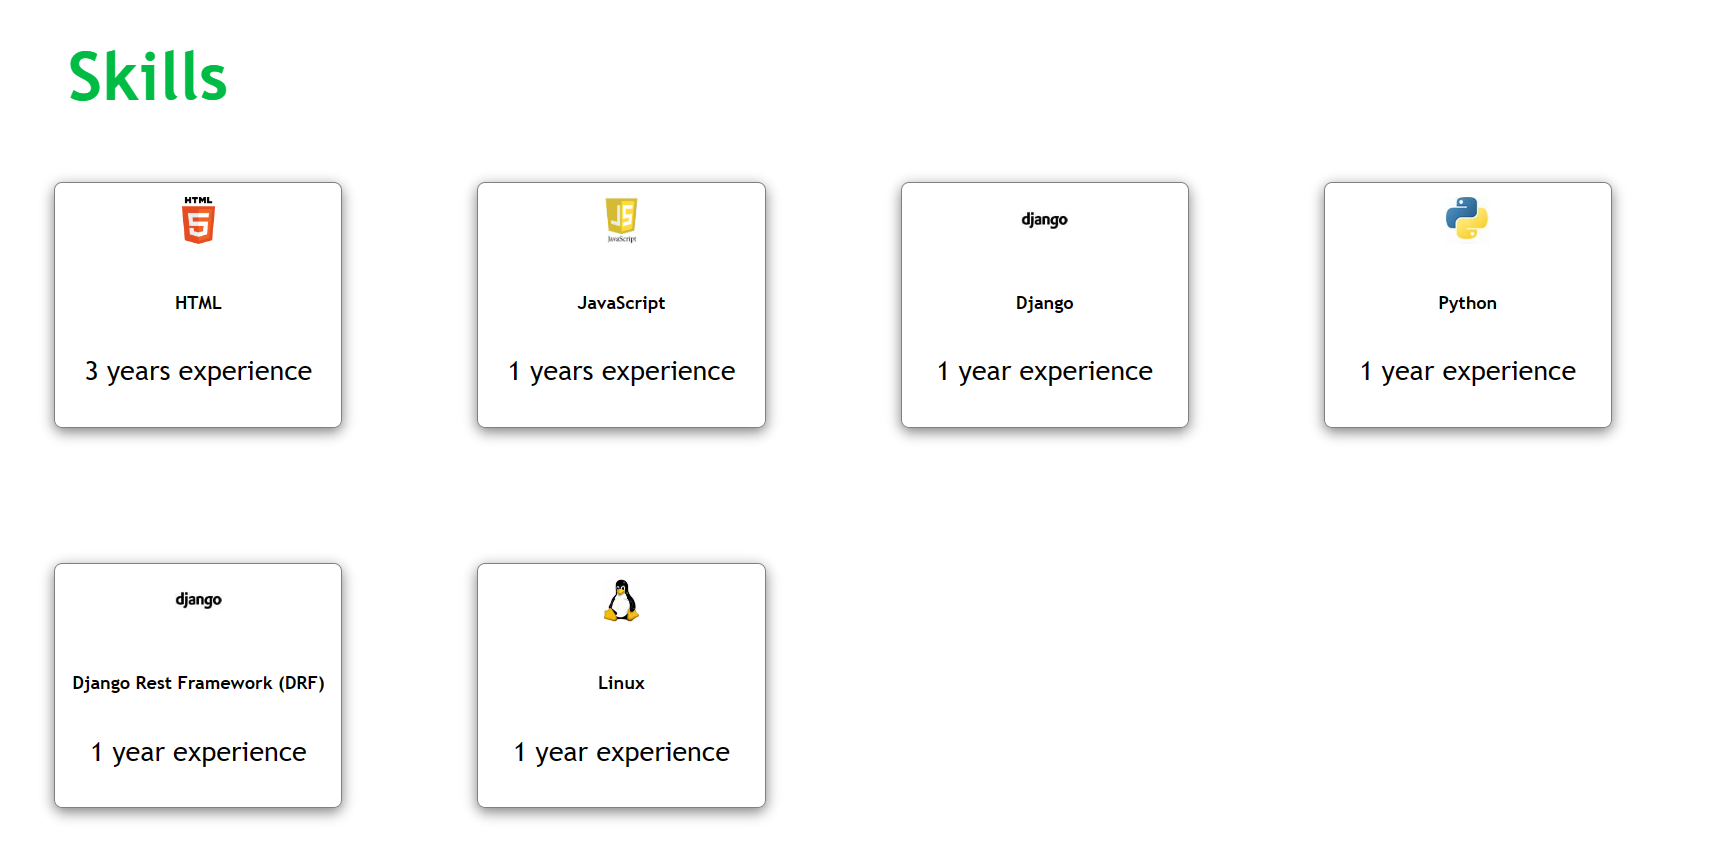 Skills
HTML
5
HTML
3 years experience
JS
JavaScript
JavaScript
1 years experience
django
Django
1 year experience
Python
1 year experience
django
Django Rest Framework (DRF)
1 year experience
Linux
1 year experience